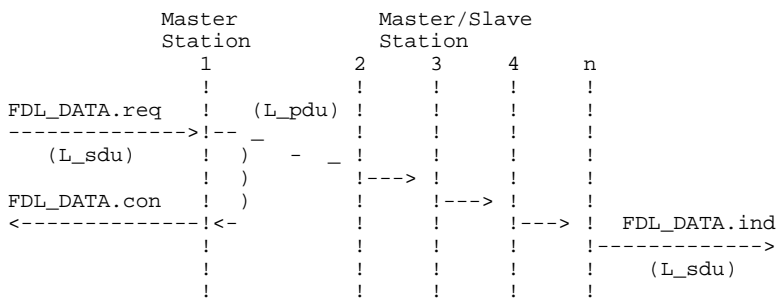 Master Master/Slave
Station Station
1 2 3 4 n
! ! ! ! !
FDL_DATA.req ! (L_pdu) ! ! ! !
-------------->!-- _ ! ! ! !
(L_sdu) ! ) - _ ! ! ! !
! ) !---> ! ! !
FDL_DATA.con ! ) ! !---> ! !
<--------------!<- ! ! !---> ! FDL_DATA.ind
! ! ! ! !------------->
! ! ! ! ! (L_sdu)
! ! ! ! !